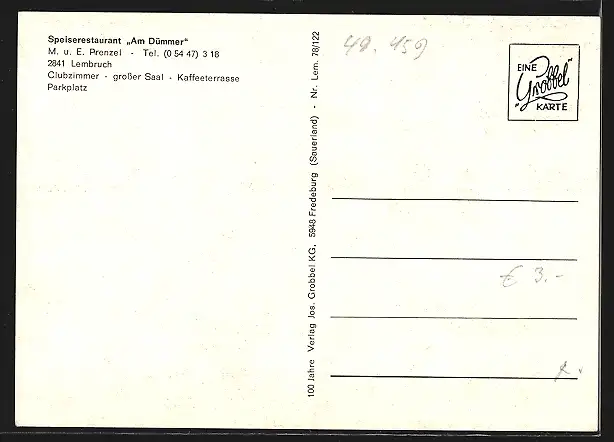 Speiserestaurant „Am Dümmer“
M. u. E. Prenzel - Tel. (0 54 47) 3 18
2841 Lembruch
Clubzimmer - großer Saal - Kaffeeterrasse
Parkplatz
100 Jahre Verlag Jos. Grobbel KG, 5948 Fredeburg (Sauerland) - Nr. Lem. 78/122
49.159
EINE
„Grobbel“
KARTE
€ 3.-